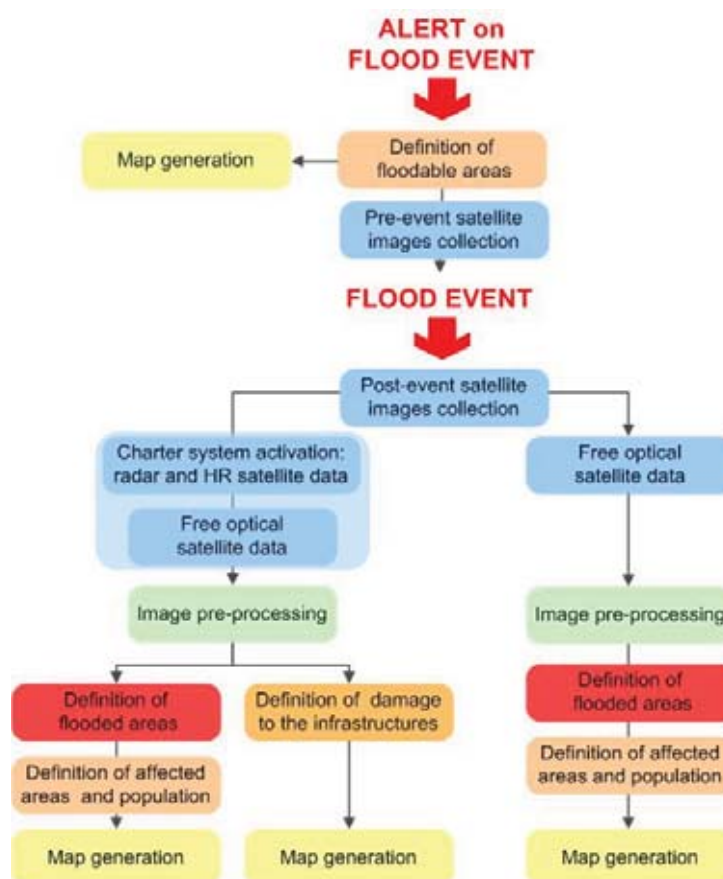 ALERT on
FLOOD EVENT
Map generation
Definition of
floodable areas
Pre-event satellite
images collection
FLOOD EVENT
Post-event satellite
images collection
Charter system activation:
radar and HR satellite data
Free optical
satellite data
Free optical
satellite data
Image pre-processing
Image pre-processing
Definition of
flooded areas
Definition of damage
to the infrastructures
Definition of
flooded areas
Definition of affected
areas and population
Definition of affected
areas and population
Map generation
Map generation
Map generation